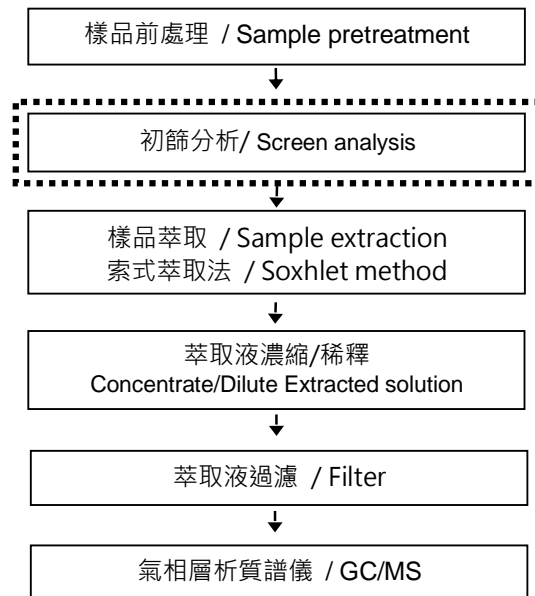 樣品前處理 / Sample pretreatment
初篩分析/ Screen analysis
樣品萃取 / Sample extraction
索式萃取法 / Soxhlet method
萃取液濃縮/稀釋
Concentrate/Dilute Extracted solution
萃取液過濾 / Filter
氣相層析質譜儀 / GC/MS